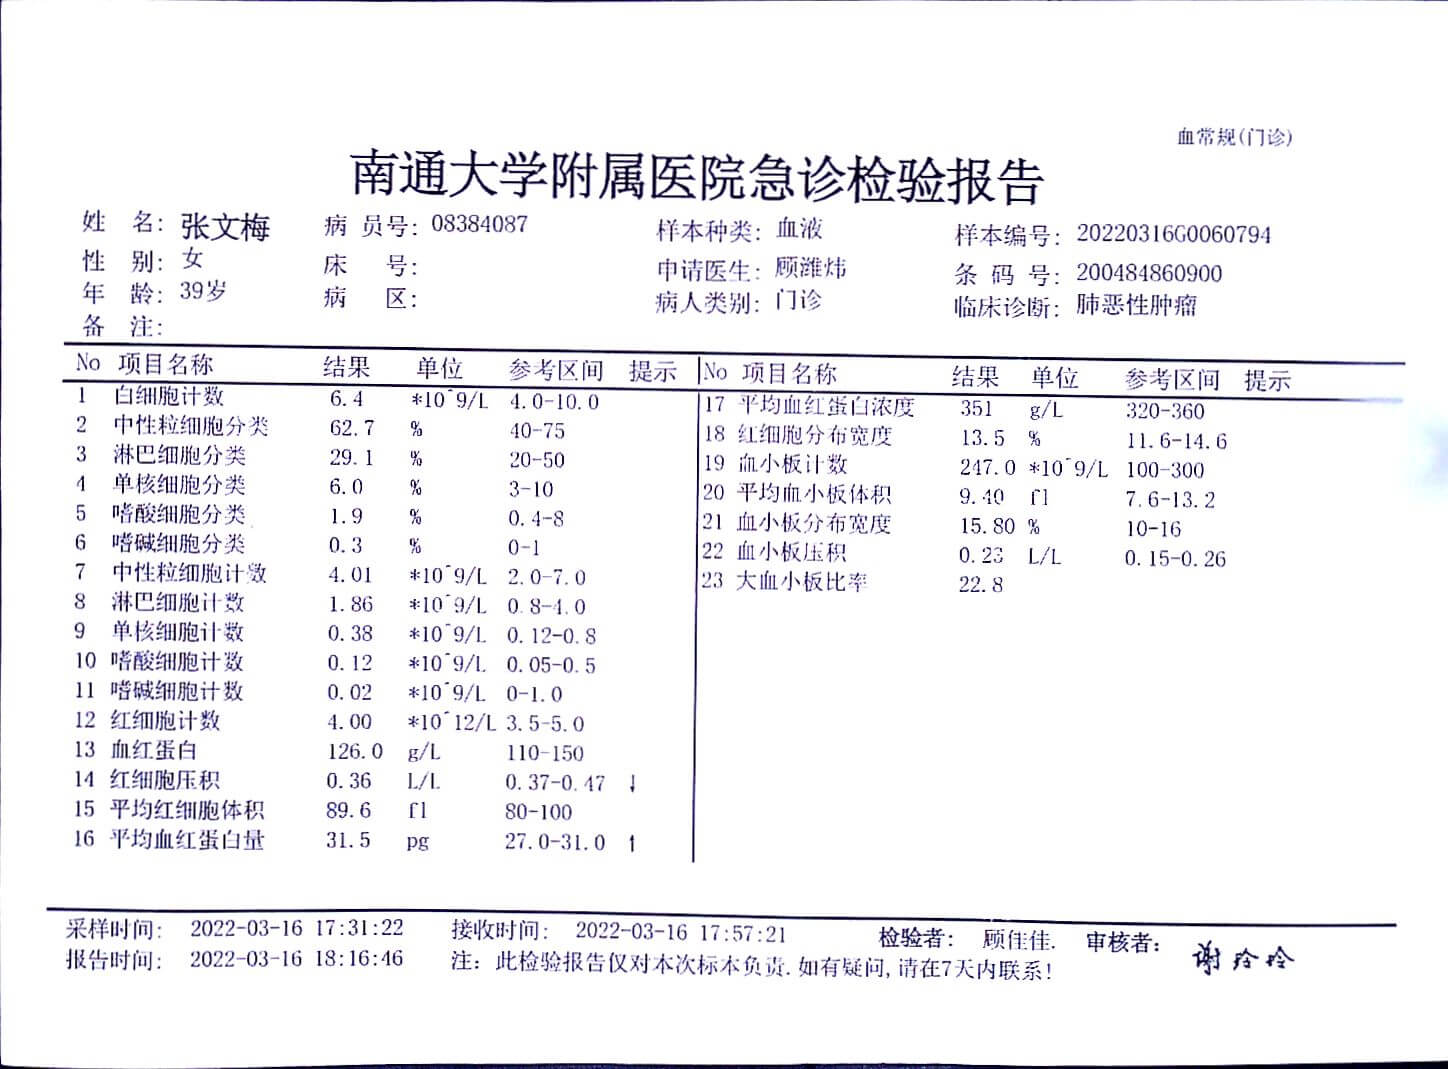 血常规(门诊)
南通大学附属医院急诊检验报告
姓 名: 张文梅 病 员号: 08384087 样本种类: 血液 样本编号: 20220316G0060794
性 别: 女 床 号: 申请医生: 顾潍炜 条 码 号: 200484860900
年 龄: 39岁 病 区: 病人类别: 门诊 临床诊断: 肺恶性肿瘤
备 注:
No 项目名称 结果 单位 参考区间 提示 No 项目名称 结果 单位 参考区间 提示
1 白细胞计数 6.4 *10^9/L 4.0-10.0 17 平均血红蛋白浓度 351 g/L 320-360
2 中性粒细胞分类 62.7 % 40-75 18 红细胞分布宽度 13.5 % 11.6-14.6
3 淋巴细胞分类 29.1 % 20-50 19 血小板计数 247.0 *10^9/L 100-300
4 单核细胞分类 6.0 % 3-10 20 平均血小板体积 9.40 fl 7.6-13.2
5 嗜酸细胞分类 1.9 % 0.4-8 21 血小板分布宽度 15.80 % 10-16
6 嗜碱细胞分类 0.3 % 0-1 22 血小板压积 0.23 L/L 0.15-0.26
7 中性粒细胞计数 4.01 *10^9/L 2.0-7.0 23 大血小板比率 22.8
8 淋巴细胞计数 1.86 *10^9/L 0.8-4.0
9 单核细胞计数 0.38 *10^9/L 0.12-0.8
10 嗜酸细胞计数 0.12 *10^9/L 0.05-0.5
11 嗜碱细胞计数 0.02 *10^9/L 0-1.0
12 红细胞计数 4.00 *10^12/L 3.5-5.0
13 血红蛋白 126.0 g/L 110-150
14 红细胞压积 0.36 L/L 0.37-0.47 ↓
15 平均红细胞体积 89.6 fl 80-100
16 平均血红蛋白量 31.5 pg 27.0-31.0 ↑
采样时间: 2022-03-16 17:31:22 接收时间: 2022-03-16 17:57:21 检验者: 顾佳佳. 审核者: 谢玲玲
报告时间: 2022-03-16 18:16:46 注: 此检验报告仅对本次标本负责.如有疑问,请在7天内联系!